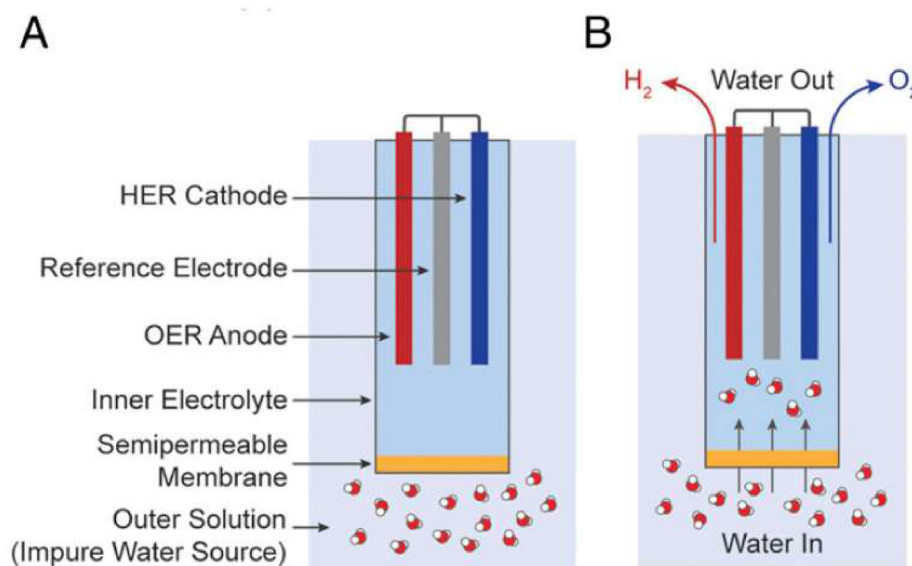 A
HER Cathode
Reference Electrode
OER Anode
Inner Electrolyte
Semipermeable
Membrane
Outer Solution
(Impure Water Source)
B
H₂
Water Out
O₂
Water In